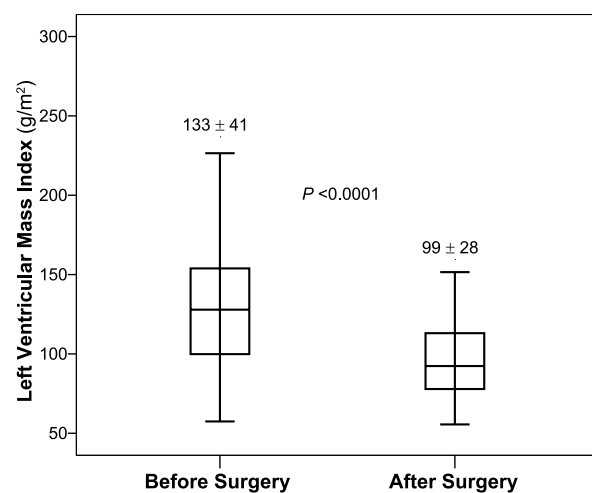 300
250
200
150
100
50
Left Ventricular Mass Index (g/m²)
133 ± 41
P <0.0001
99 ± 28
Before Surgery
After Surgery